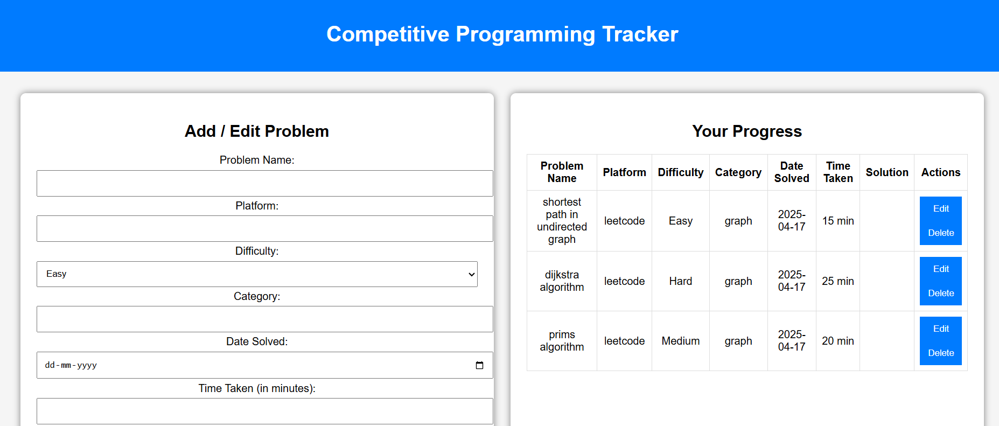 Competitive Programming Tracker
Add / Edit Problem
Problem Name:
Platform:
Difficulty:
Easy
Category:
Date Solved:
dd-mm-yyyy
Time Taken (in minutes):
Your Progress
Problem Name Platform Difficulty Category Date Solved Time Taken Solution Actions
shortest path in undirected graph leetcode Easy graph 2025-04-17 15 min Edit Delete
dijkstra algorithm leetcode Hard graph 2025-04-17 25 min Edit Delete
prims algorithm leetcode Medium graph 2025-04-17 20 min Edit Delete